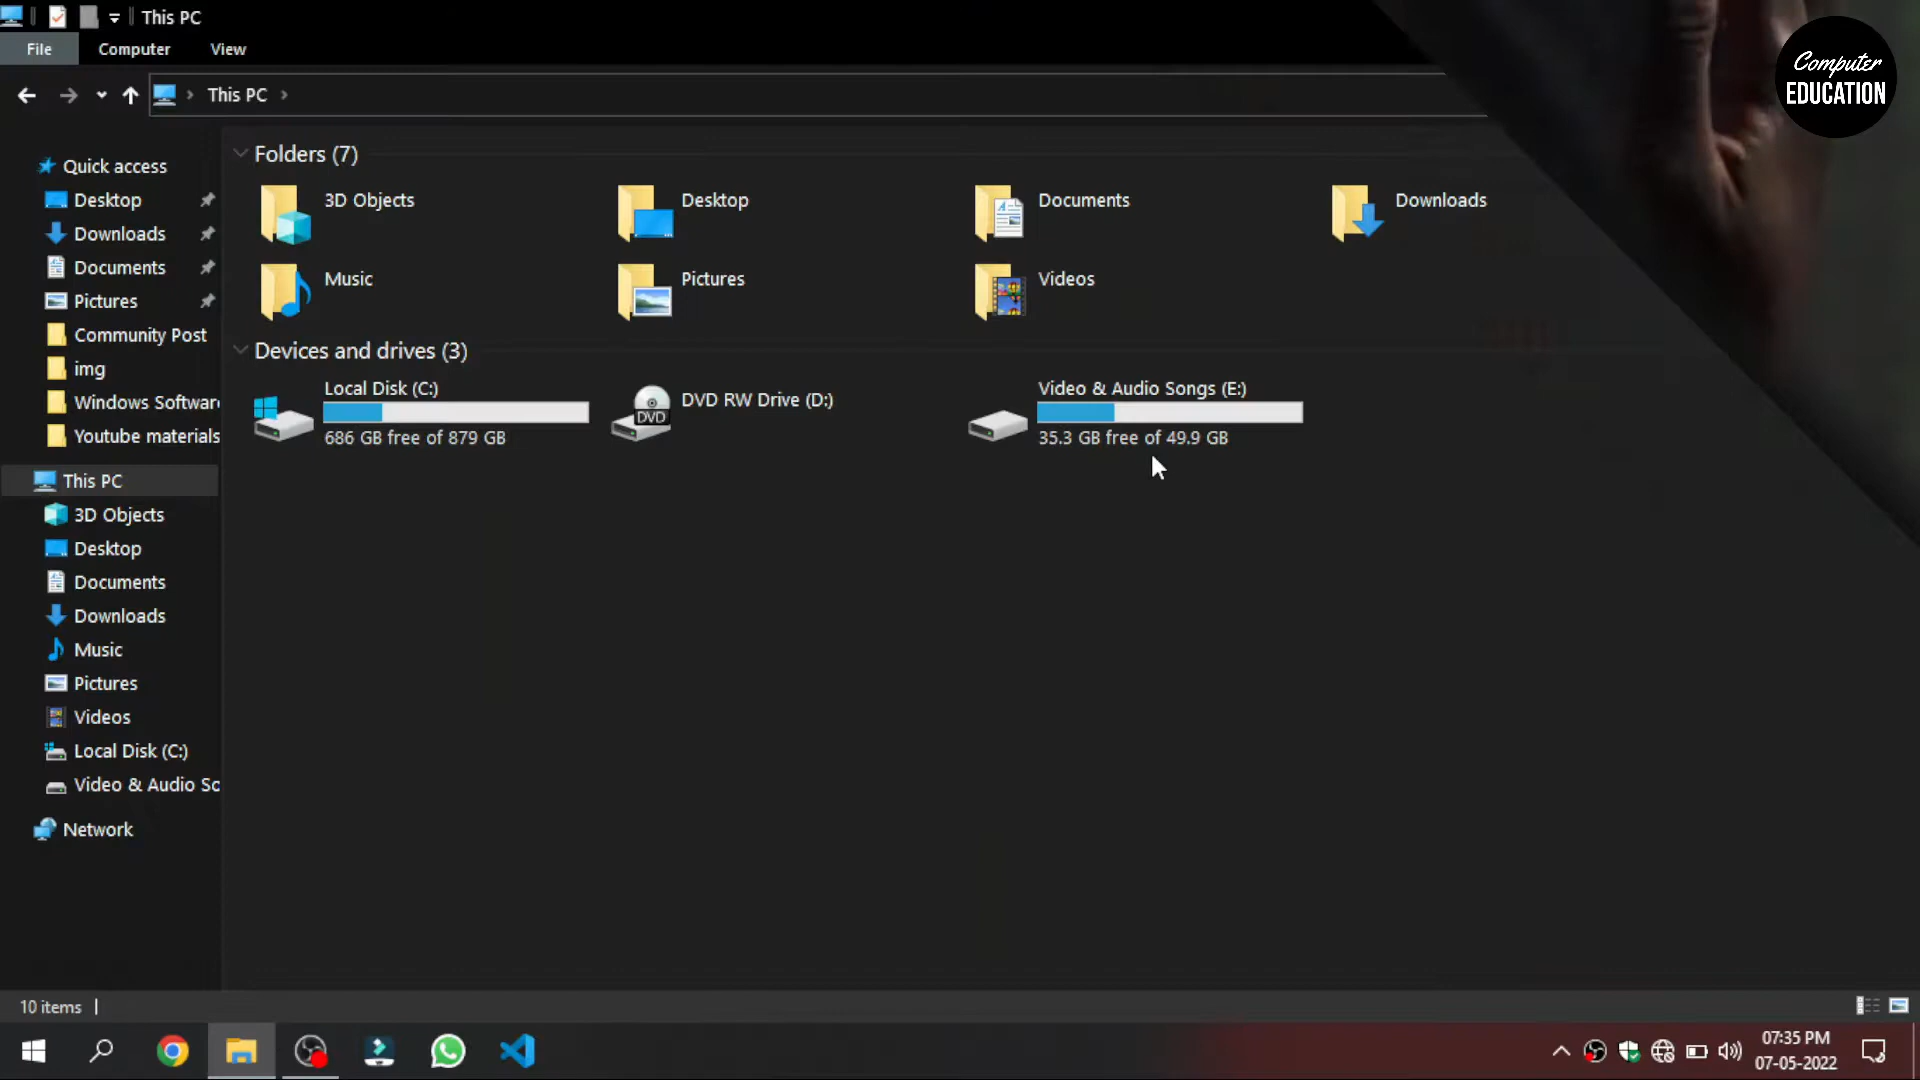 This PC
File Computer View
This PC
Computer
EDUCATION
Quick access
Desktop
Downloads
Documents
Pictures
Community Post
img
Windows Softwar
Youtube materials
This PC
3D Objects
Desktop
Documents
Downloads
Music
Pictures
Videos
Local Disk (C:)
Video & Audio So
Network
Folders (7)
3D Objects Desktop Documents Downloads
Music Pictures Videos
Devices and drives (3)
Local Disk (C:)
686 GB free of 879 GB
DVD
DVD RW Drive (D:)
Video & Audio Songs (E:)
35.3 GB free of 49.9 GB
10 items
07:35 PM
07-05-2022